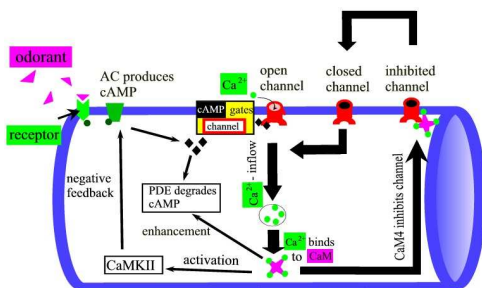 odorant
AC produces
cAMP
receptor
Ca²⁺
cAMP gates
channel
open
channel
closed
channel
inhibited
channel
negative
feedback
PDE degrades
cAMP
Ca²⁺- inflow
enhancement
Ca²⁺ binds
to CaM
CaMKII
activation
CaM4 inhibits channel